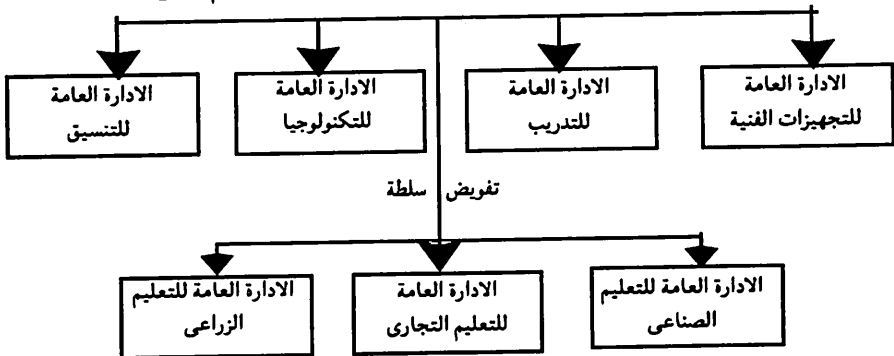 الادارة العامة
للتجهيزات الفنية
الادارة العامة
للتدريب
الادارة العامة
للتكنولوجيا
الادارة العامة
للتنسيق
تفويض سلطة
الادارة العامة للتعليم
الصناعى
الادارة العامة
للتعليم التجارى
الادارة العامة للتعليم
الزراعى